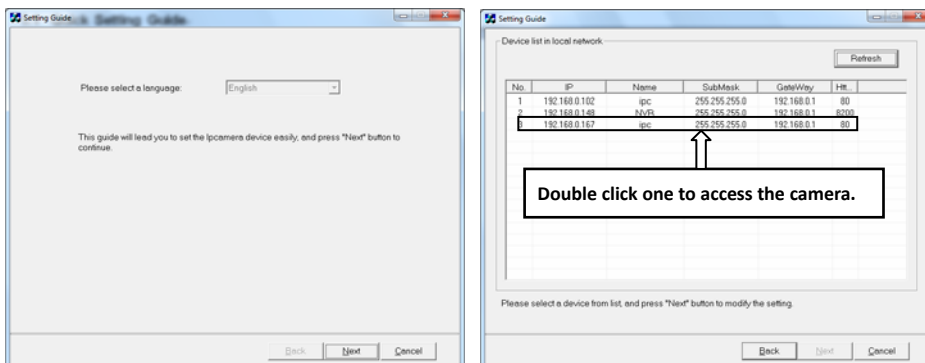 Setting Guide
Setting Guide
Please select a language:
English
This guide will lead you to set the Ipcamera device easily, and press "Next" button to
continue.
Back
Next
Cancel
Setting Guide
Device list in local network
Refresh
No. IP Name SubMask GateWay Htt...
1 192.168.0.102 ipc 255.255.255.0 192.168.0.1 80
2 192.168.0.148 NVR 255.255.255.0 192.168.0.1 8200
3 192.168.0.167 ipc 255.255.255.0 192.168.0.1 80
Double click one to access the camera.
Please select a device from list, and press "Next" button to modify the setting.
Back
Next
Cancel